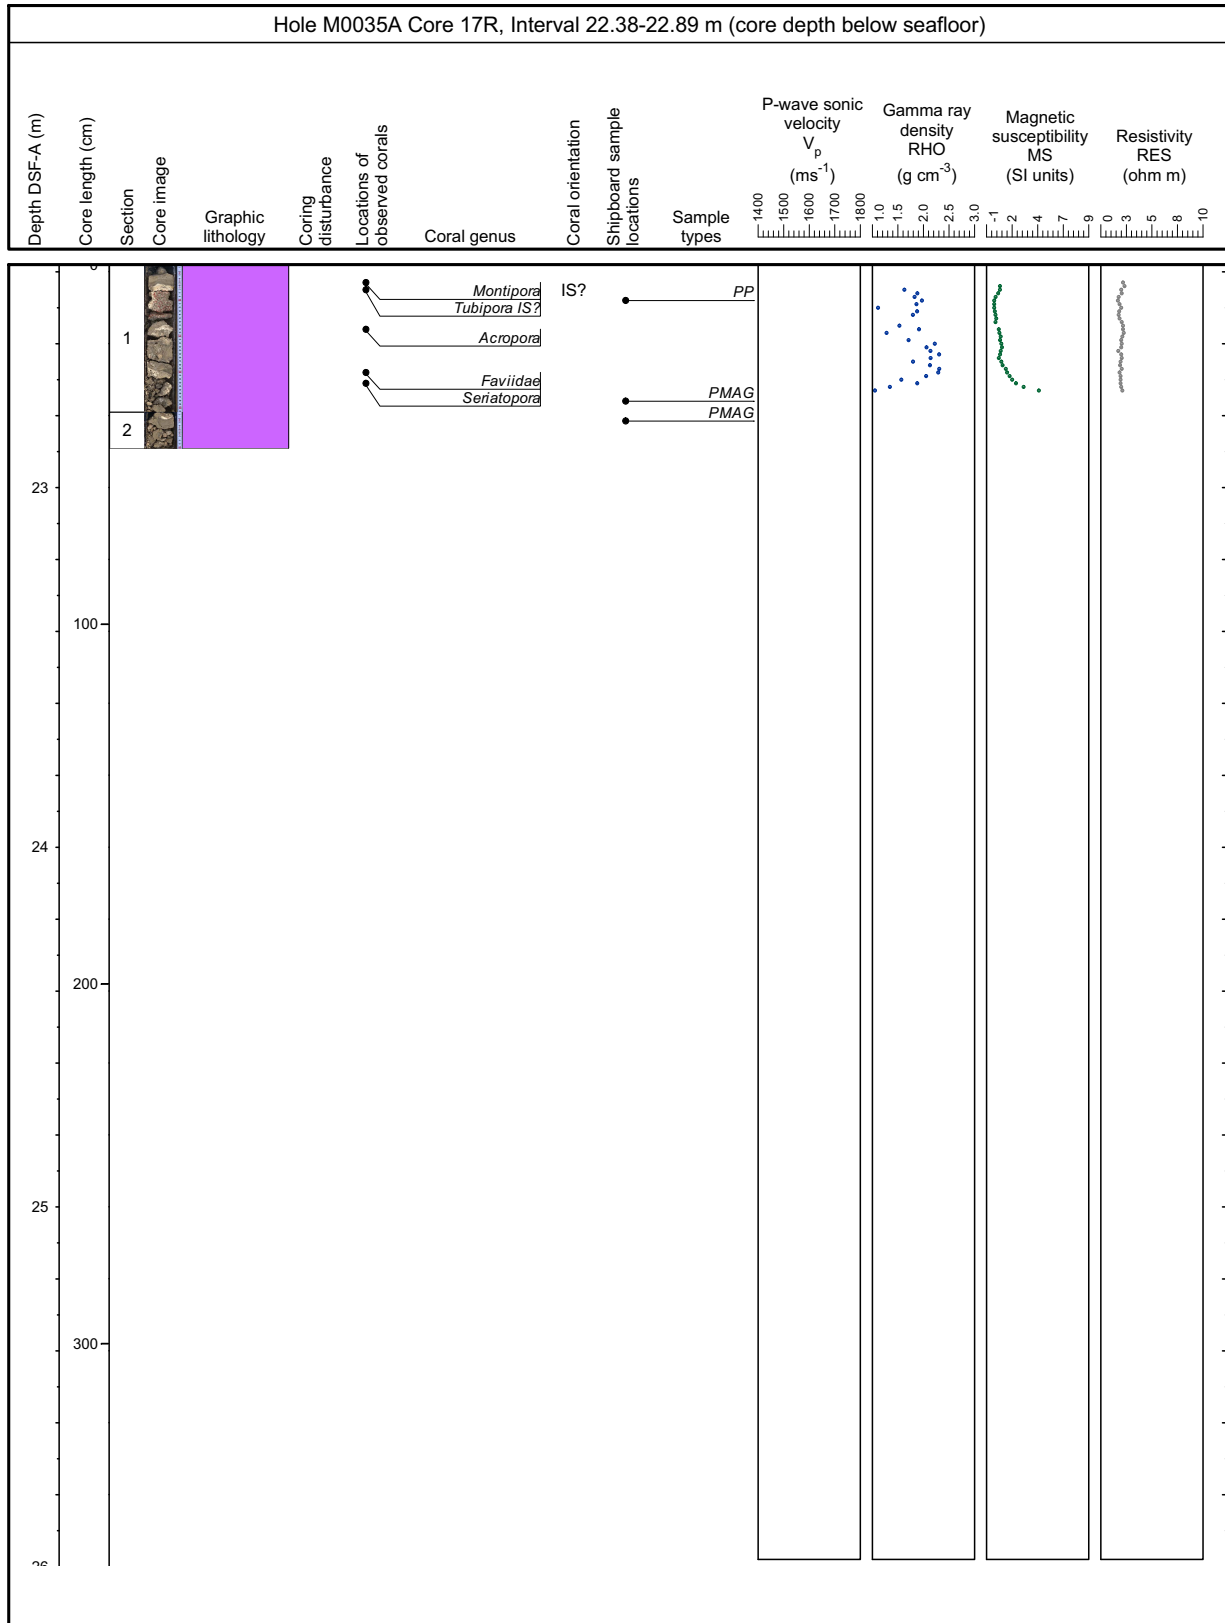 Hole M0035A Core 17R, Interval 22.38-22.89 m (core depth below seafloor)
Depth DSF-A (m)
Core length (cm)
Section
Core image
Graphic
lithology
Coring
disturbance
Locations of
observed corals
Coral genus
Coral orientation
Shipboard sample
locations
Sample
types
P-wave sonic
velocity
Vp
(ms-1)
1400 1500 1600 1700 1800
Gamma ray
density
RHO
(g cm-3)
1.0 1.5 2.0 2.5 3.0
Magnetic
susceptibility
MS
(SI units)
-1 2 4 7 9
Resistivity
RES
(ohm m)
0 3 5 8 10
0
Montipora IS? PP
Tubipora IS?
1 Acropora
Faviidae
Seriatopora PMAG
2 PMAG
23
100
24
200
25
300
26